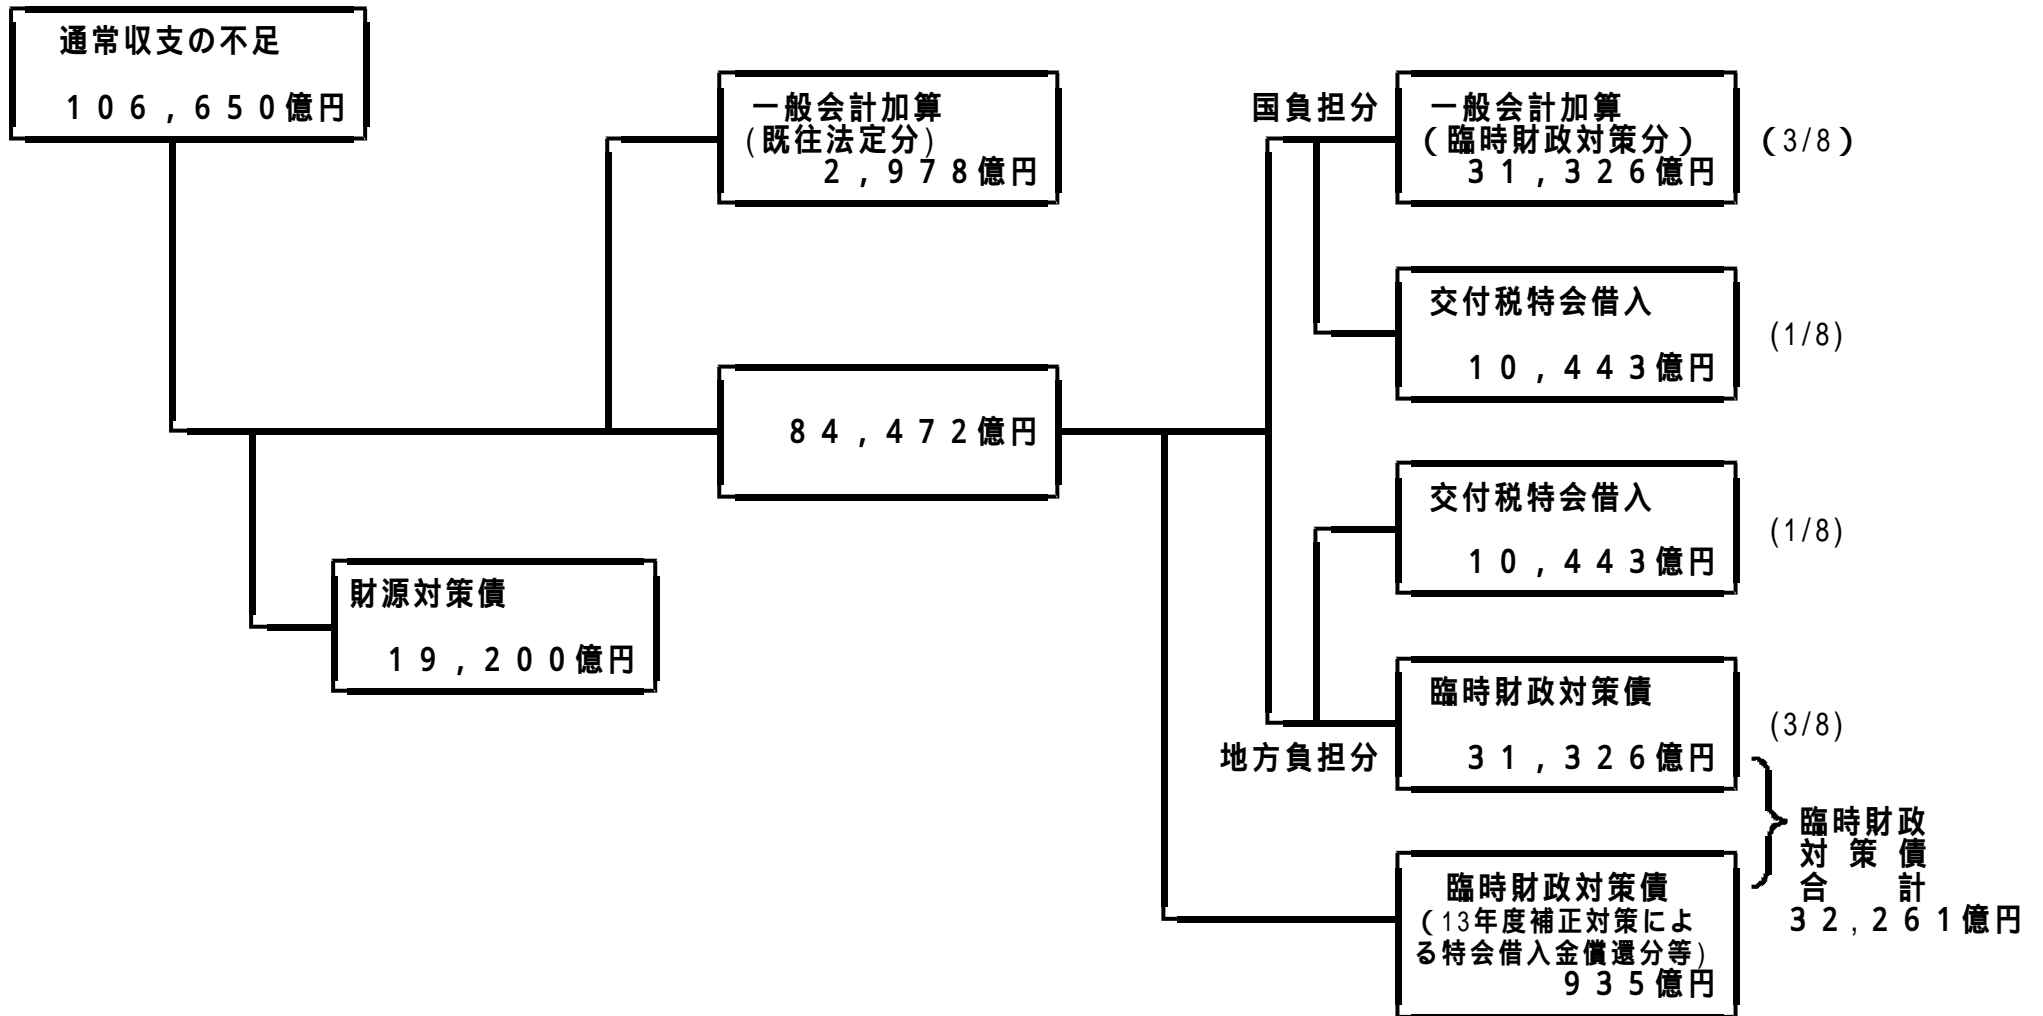 通常収支の不足
１０６，６５０億円
一般会計加算
(既往法定分)
２，９７８億円
８４，４７２億円
財源対策債
１９，２００億円
国負担分
一般会計加算
（臨時財政対策分）
３１，３２６億円
（3/8）
交付税特会借入
１０，４４３億円
(1/8)
交付税特会借入
１０，４４３億円
(1/8)
地方負担分
臨時財政対策債
３１，３２６億円
(3/8)
臨時財政対策債
（13年度補正対策によ
る特会借入金償還分等)
９３５億円
臨時財政
対策債
合計
３２,２６１億円